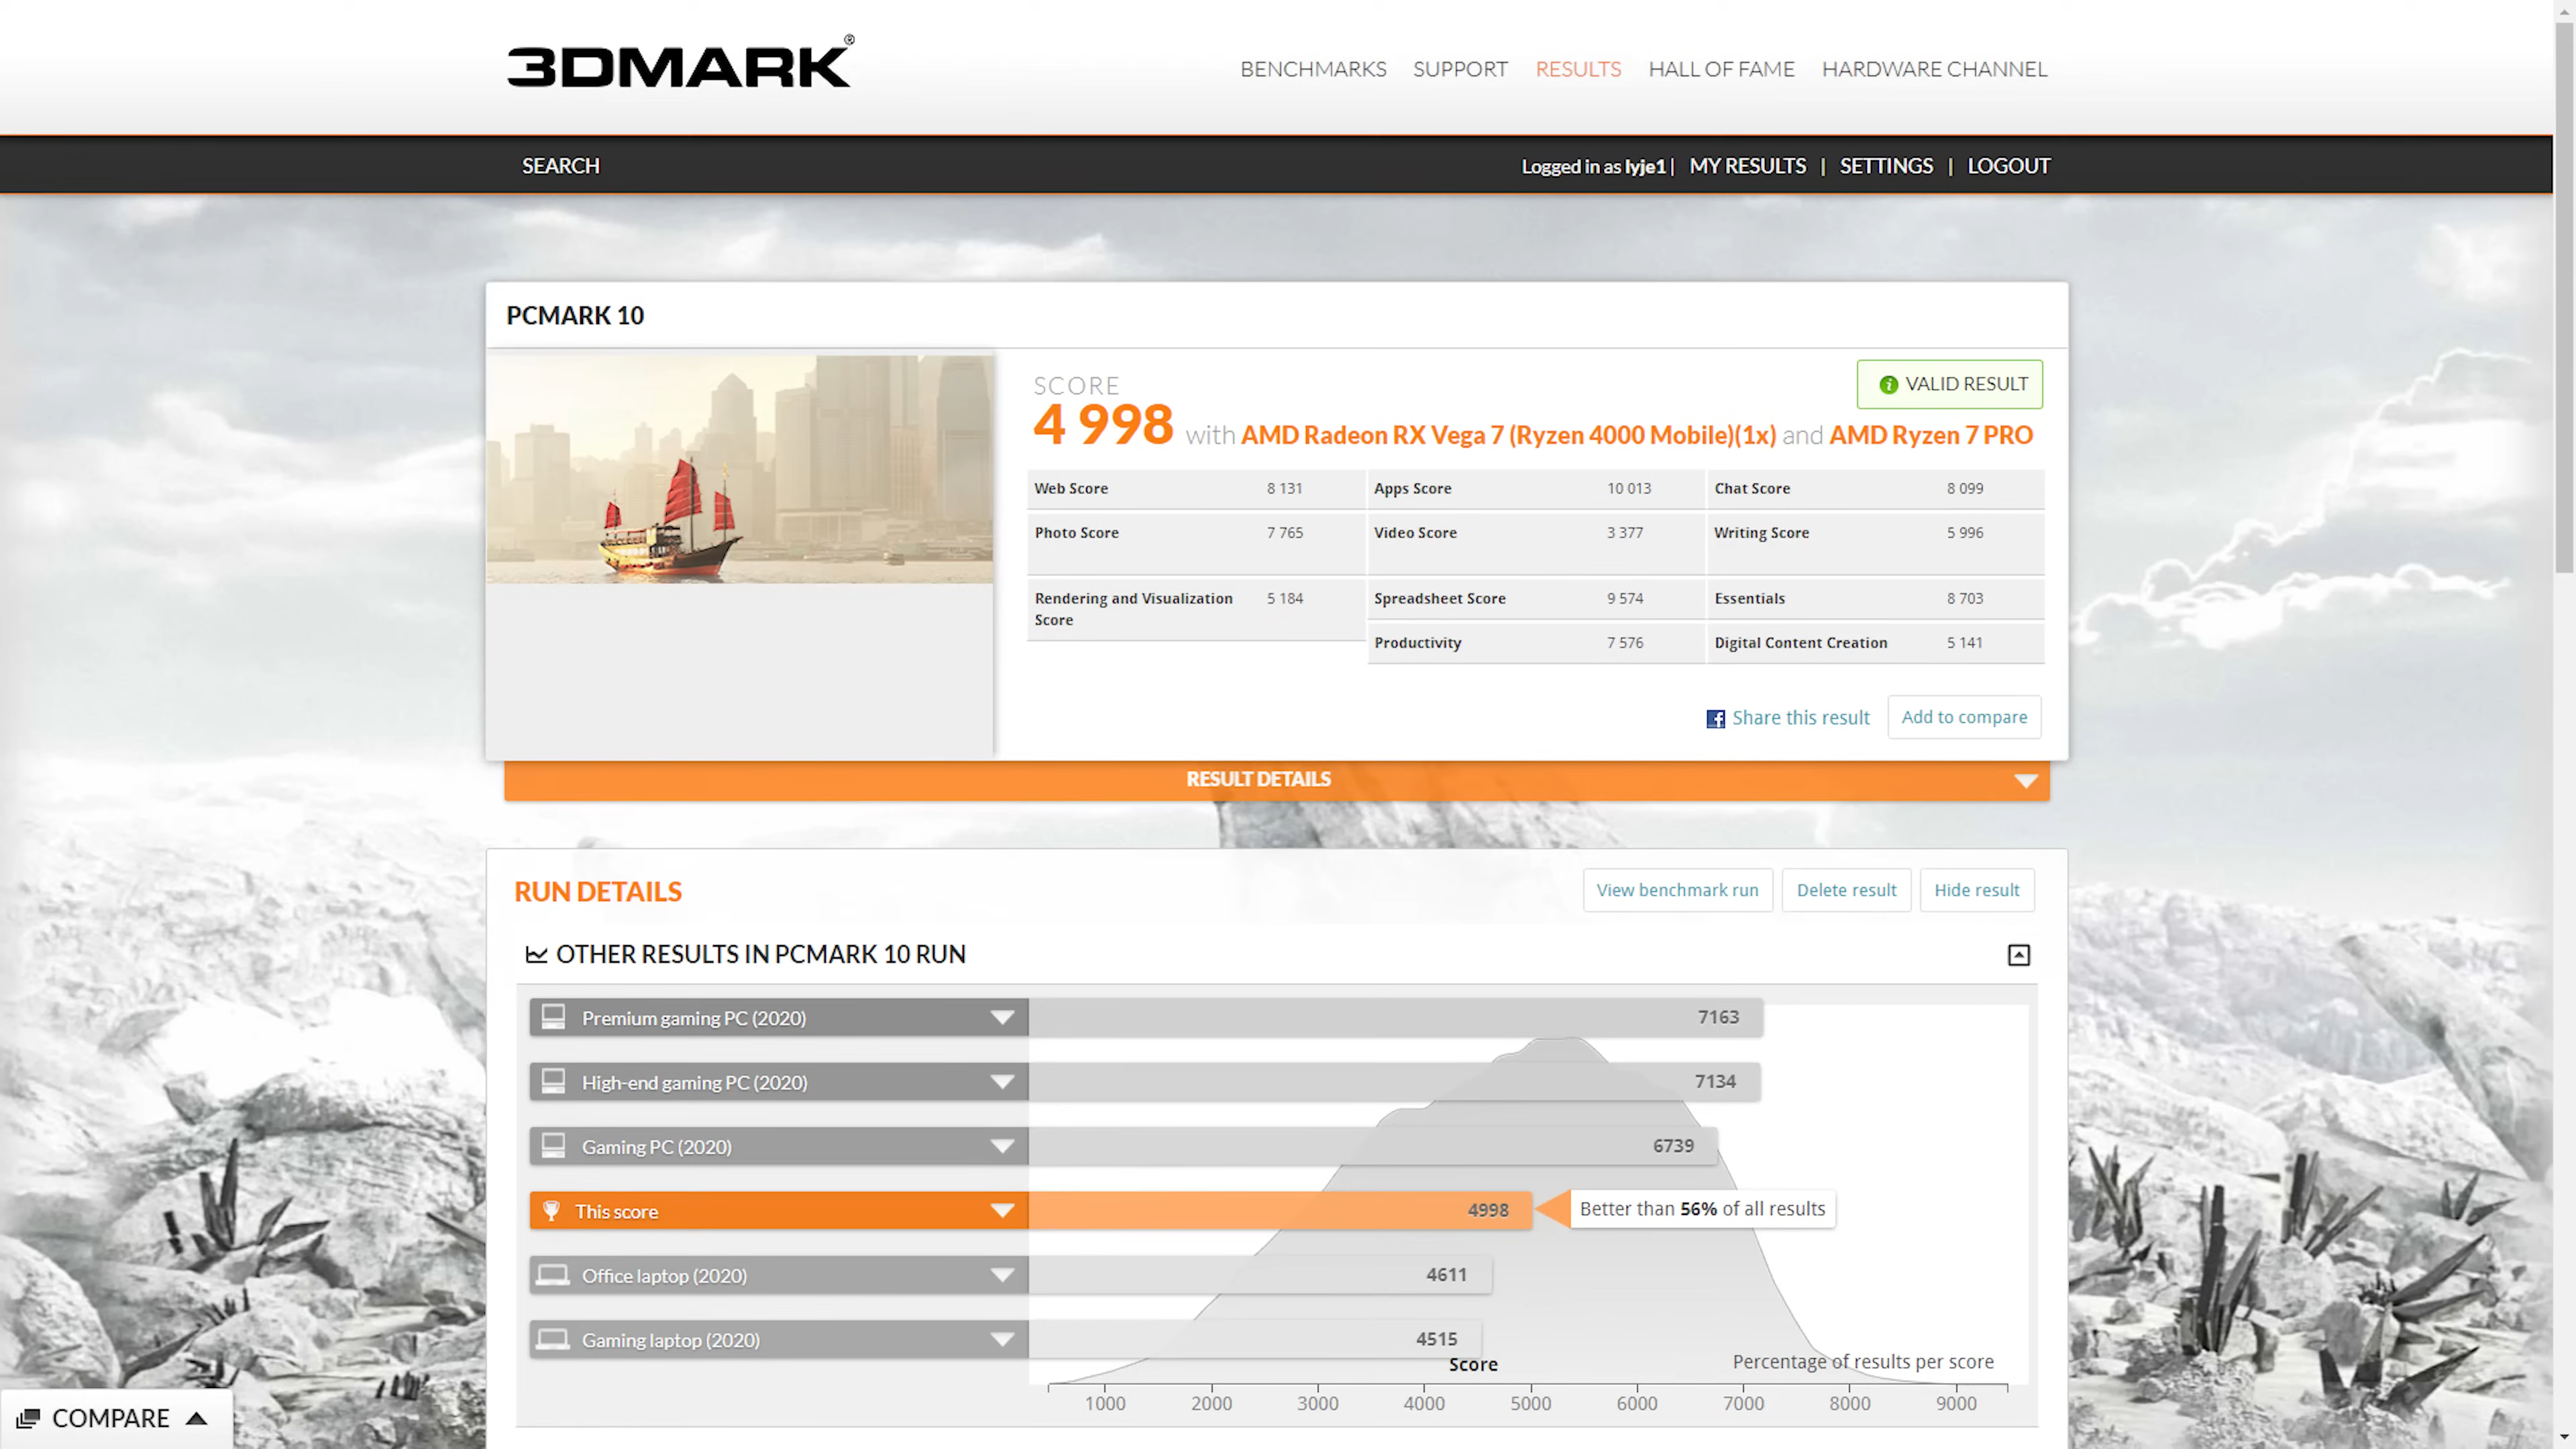 3DMARK®
BENCHMARKS SUPPORT RESULTS HALL OF FAME HARDWARE CHANNEL
SEARCH
Logged in as lyje1 | MY RESULTS | SETTINGS | LOGOUT
PCMARK 10
SCORE
VALID RESULT
4 998 with AMD Radeon RX Vega 7 (Ryzen 4000 Mobile)(1x) and AMD Ryzen 7 PRO
Web Score 8 131 Apps Score 10 013 Chat Score 8 099
Photo Score 7 765 Video Score 3 377 Writing Score 5 996
Rendering and Visualization Score 5 184 Spreadsheet Score 9 574 Essentials 8 703
Productivity 7 576 Digital Content Creation 5 141
Share this result Add to compare
RESULT DETAILS
RUN DETAILS
View benchmark run Delete result Hide result
OTHER RESULTS IN PCMARK 10 RUN
Premium gaming PC (2020) 7163
High-end gaming PC (2020) 7134
Gaming PC (2020) 6739
This score 4998 Better than 56% of all results
Office laptop (2020) 4611
Gaming laptop (2020) 4515
Score Percentage of results per score
1000 2000 3000 4000 5000 6000 7000 8000 9000
COMPARE